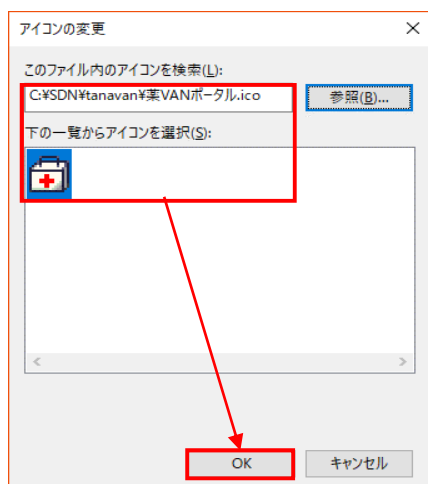 アイコンの変更
このファイル内のアイコンを検索(L):
C:¥SDN¥tanavan¥薬VANポータル.ico
参照(B)...
下の一覧からアイコンを選択(S):
OK
キャンセル